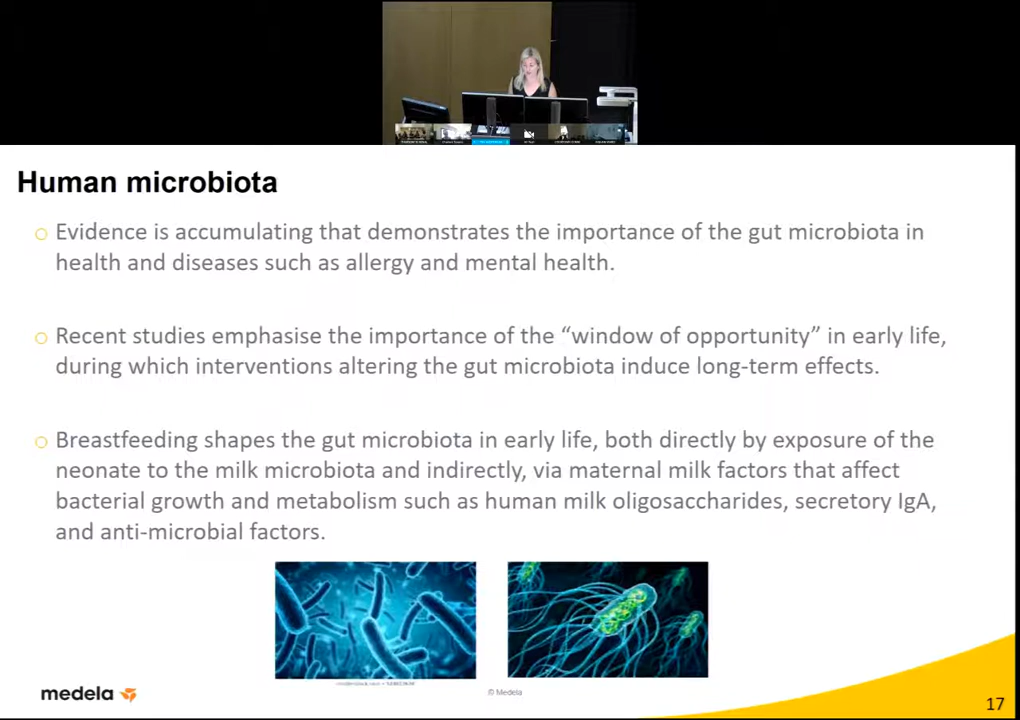 Human microbiota
Evidence is accumulating that demonstrates the importance of the gut microbiota in
health and diseases such as allergy and mental health.
Recent studies emphasise the importance of the “window of opportunity” in early life,
during which interventions altering the gut microbiota induce long-term effects.
Breastfeeding shapes the gut microbiota in early life, both directly by exposure of the
neonate to the milk microbiota and indirectly, via maternal milk factors that affect
bacterial growth and metabolism such as human milk oligosaccharides, secretory IgA,
and anti-microbial factors.
medela
© Medela
17